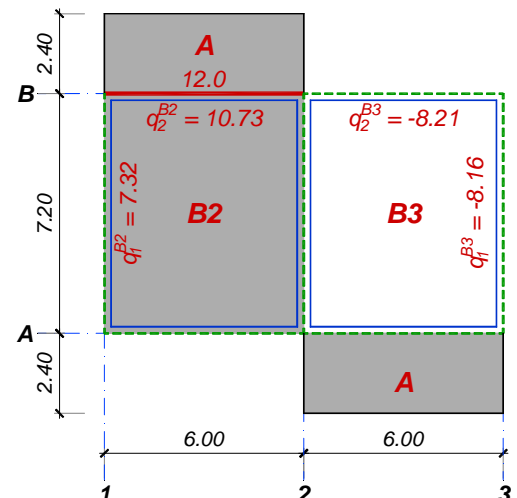 2.40
A
12.0
B
q₂ᴮ² = 10.73
q₂ᴮ³ = -8.21
7.20
q₁ᴮ² = 7.32
B2
B3
q₁ᴮ³ = -8.16
A
2.40
A
6.00
6.00
1
2
3